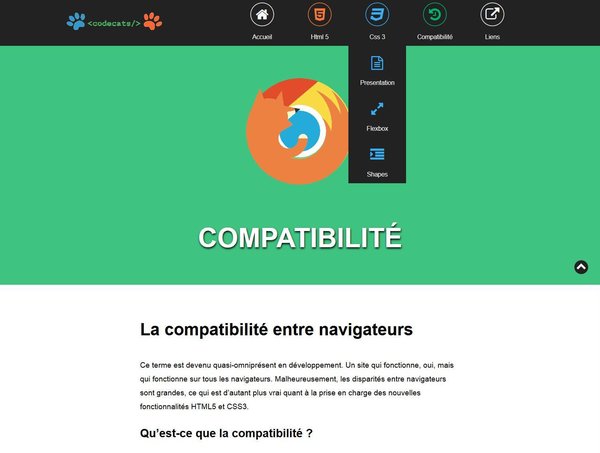 <codecats/>
Accueil Html 5 Css 3 Compatibilité Liens
Presentation
Flexbox
Shapes
COMPATIBILITÉ
La compatibilité entre navigateurs
Ce terme est devenu quasi-omniprésent en développement. Un site qui fonctionne, oui, mais
qui fonctionne sur tous les navigateurs. Malheureusement, les disparités entre navigateurs
sont grandes, ce qui est d’autant plus vrai quant à la prise en charge des nouvelles
fonctionnalités HTML5 et CSS3.
Qu’est-ce que la compatibilité ?